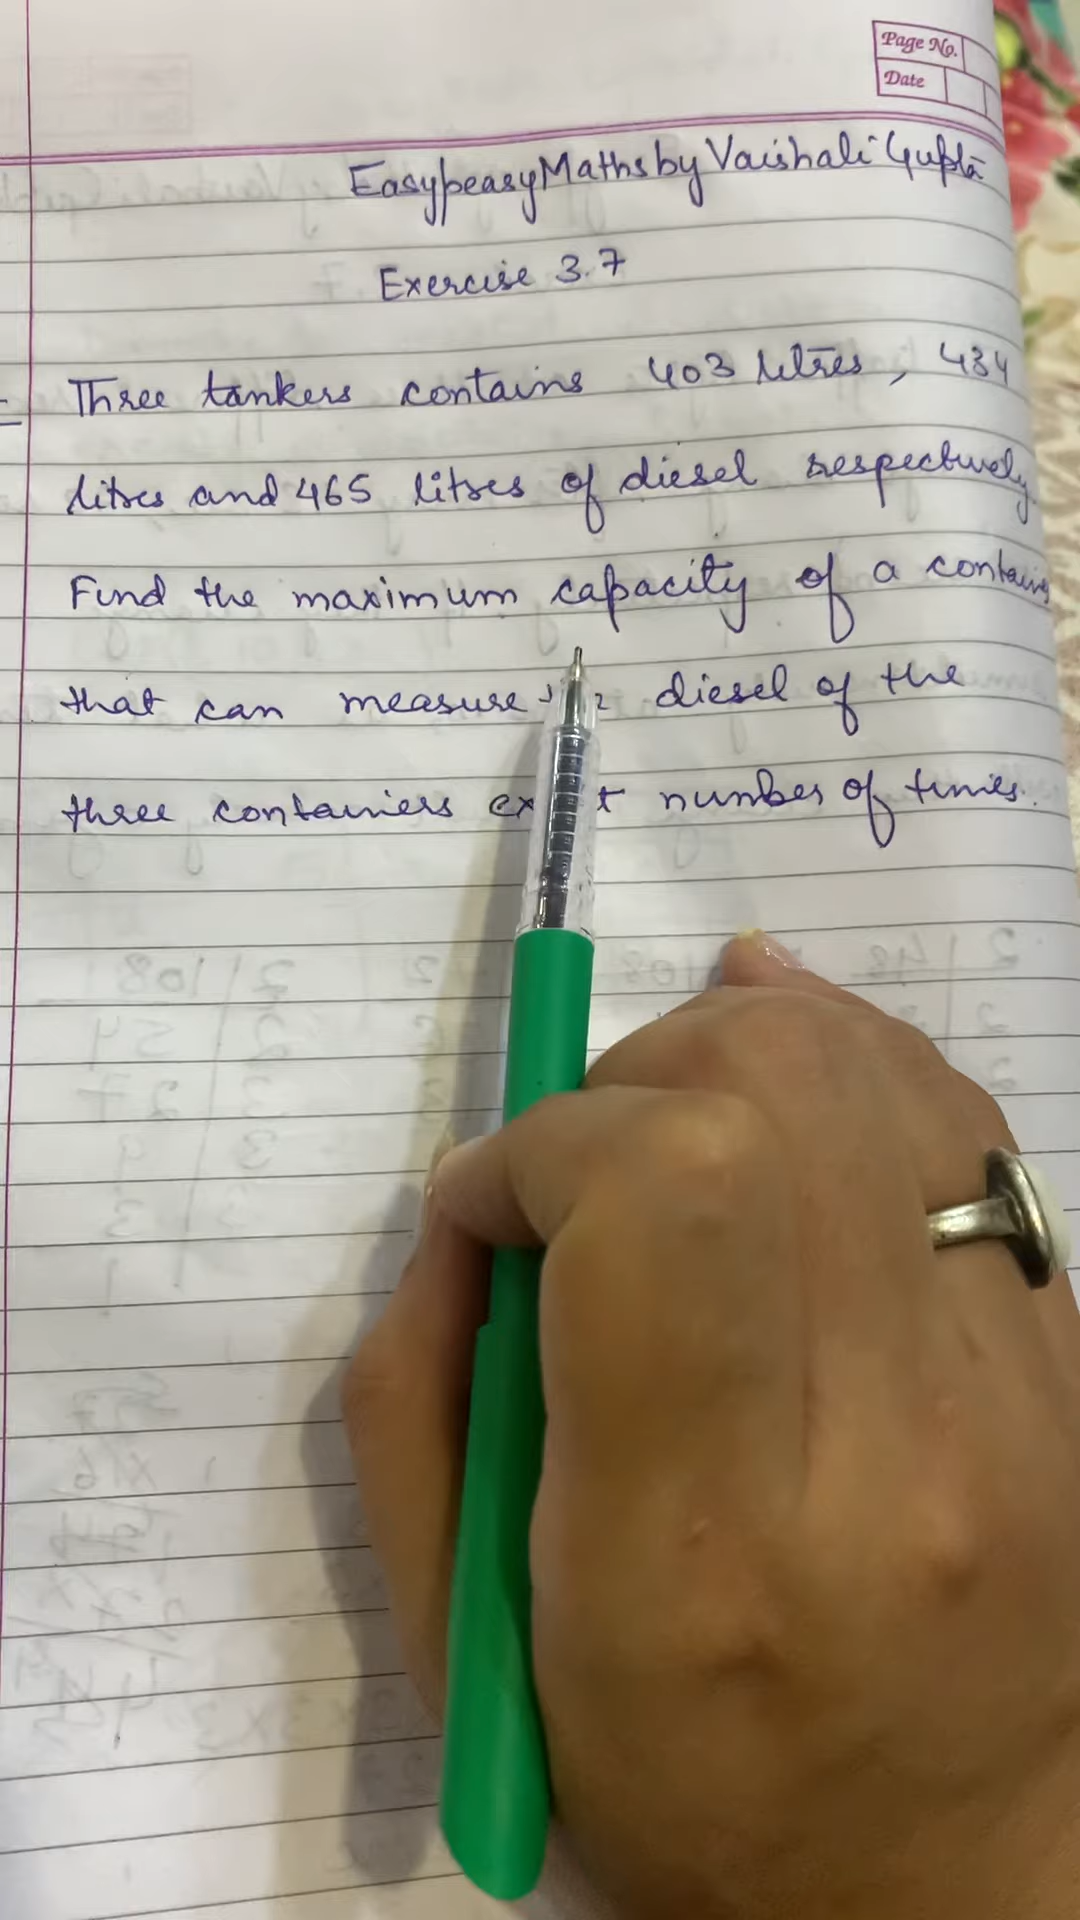 Page No.
Date
EasypeasyMaths by Vaishali Gupta
Exercise 3.7
Three tankers contains 403 litres, 434
litres and 465 litres of diesel respectively.
Find the maximum capacity of a
that can measure diesel of the
three containers number of times.